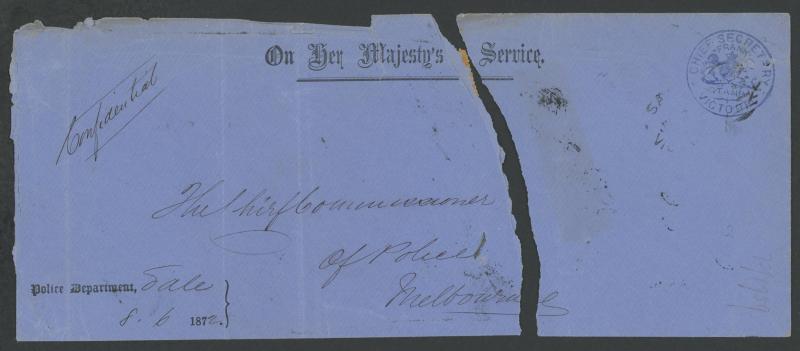 On Her Majesty's Service.
CHIEF SECRETARY
FRANK
STAMP
VICTORIA
Confidential
The Chief Commissioner
Of Police
Melbourne
Police Department, Sale
8. 6 1872.